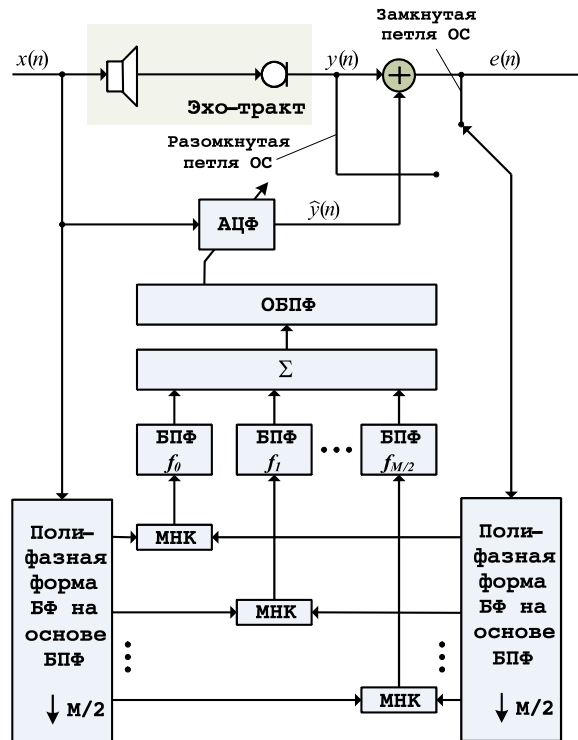 Замкнутая
петля ОС
x(n)
y(n)
e(n)
Эхо-тракт
Разомкнутая
петля ОС
АЦФ
ŷ(n)
ОБПФ
Σ
БПФ
f0
БПФ
f1
БПФ
fM/2
Поли-
фазная
форма
БФ на
основе
БПФ
↓ M/2
МНК
МНК
МНК
Поли-
фазная
форма
БФ на
основе
БПФ
↓ M/2